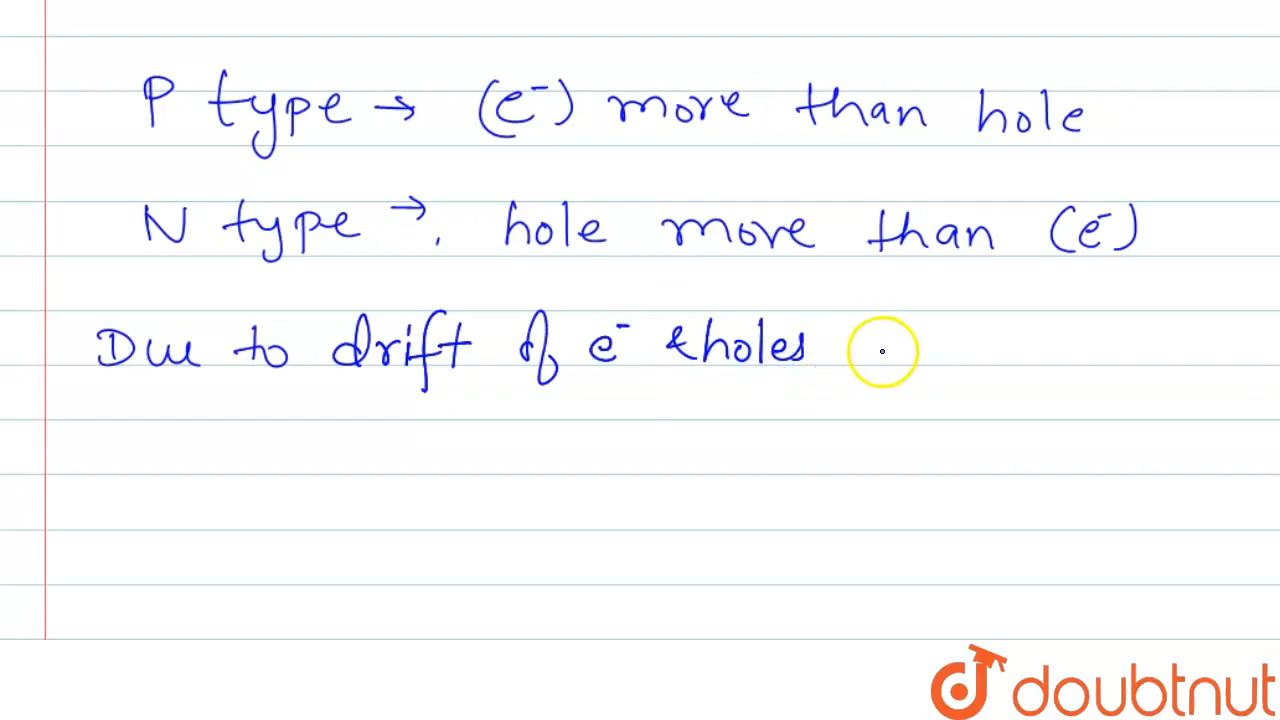 P type → (e⁻) more than hole
N type → . hole more than (e⁻)
Due to drift of e⁻ & holes
doubtnut